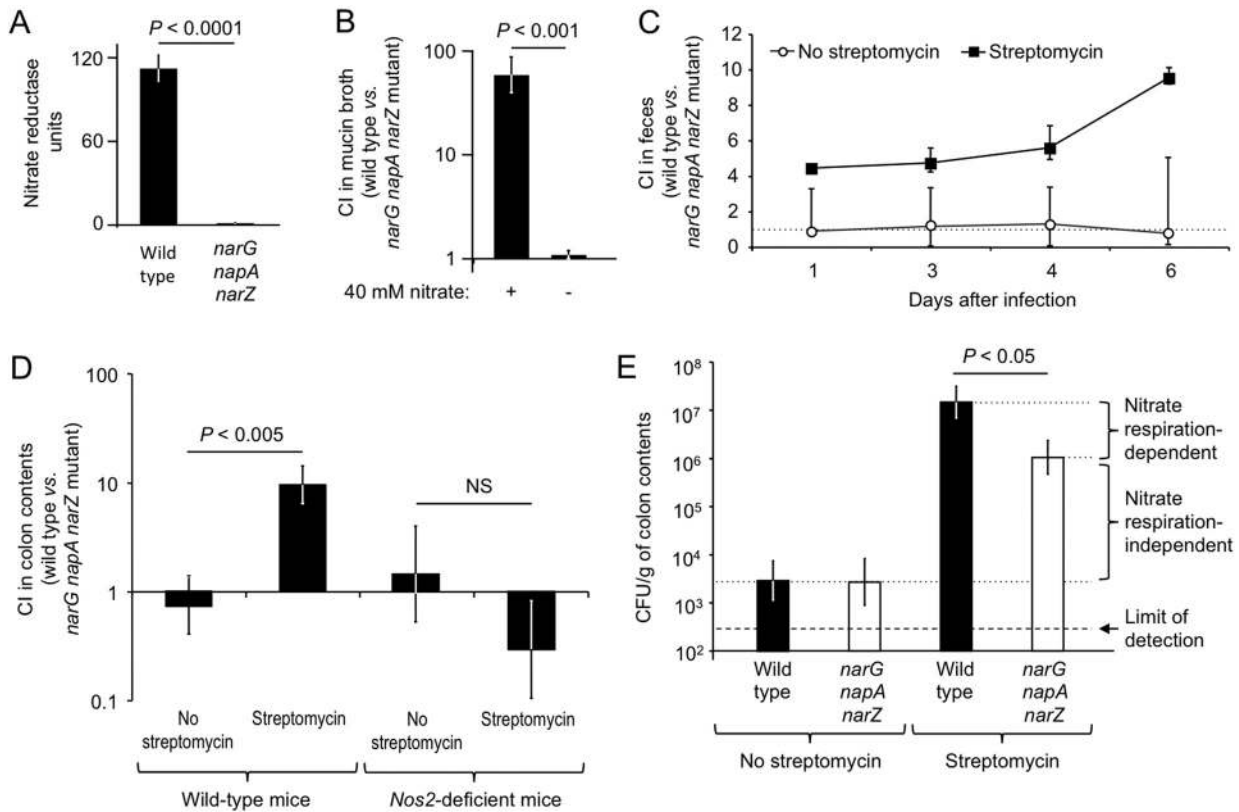 A
P < 0.0001
Nitrate reductase
units
120
60
0
Wild
type
narG
napA
narZ
B
P < 0.001
CI in mucin broth
(wild type vs.
narG napA narZ mutant)
100
10
1
40 mM nitrate: + -
C
No streptomycin Streptomycin
CI in feces
(wild type vs.
narG napA narZ mutant)
12
10
8
6
4
2
0
1 3 4 6
Days after infection
D
P < 0.005
NS
CI in colon contents
(wild type vs.
narG napA narZ mutant)
100
10
1
0.1
No
streptomycin
Streptomycin
No
streptomycin
Streptomycin
Wild-type mice
Nos2-deficient mice
E
P < 0.05
CFU/g of colon contents
10⁸
10⁷
10⁶
10⁵
10⁴
10³
10²
Nitrate
respiration-
dependent
Nitrate
respiration-
independent
Limit of
detection
Wild
type
narG
napA
narZ
Wild
type
narG
napA
narZ
No streptomycin
Streptomycin